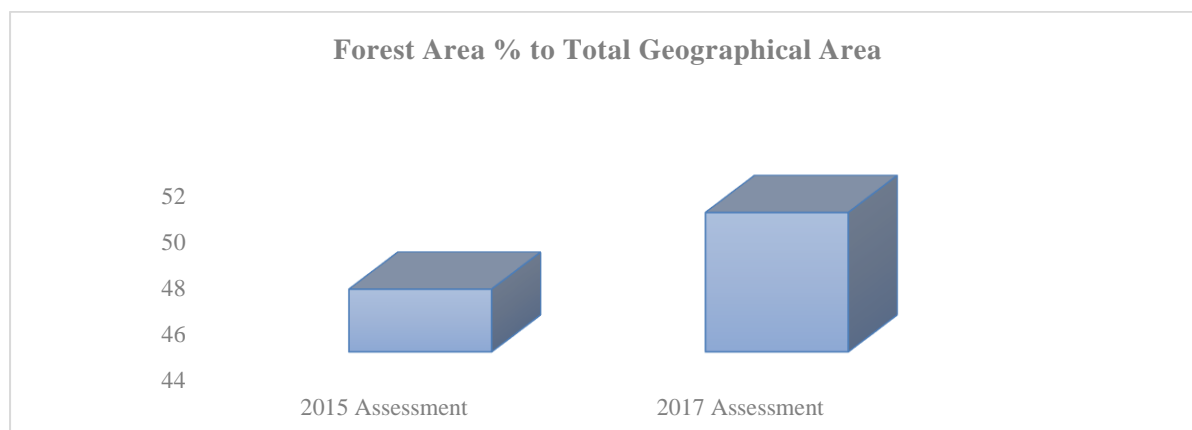 Forest Area % to Total Geographical Area
52
50
48
46
44
2015 Assessment 2017 Assessment